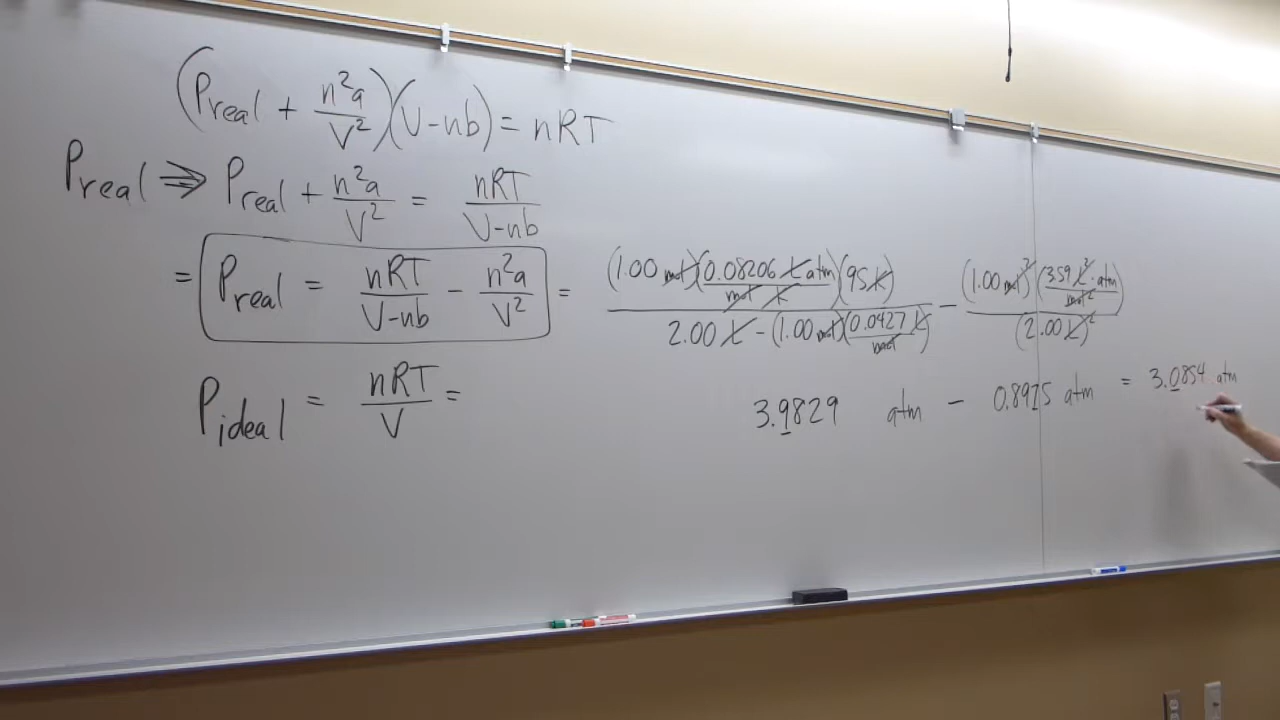 (Preal + n²a/V²)(V-nb) = nRT
Preal ⇒ Preal + n²a/V² = nRT/V-nb
= Preal = nRT/V-nb - n²a/V² = (1.00 mol)(0.08206 L atm/mol K)(95K)/2.00 L - (1.00 mol)(0.0427 L/mol) - (1.00 mol)²(3.59 L²·atm/mol²)/(2.00 L)²
Pideal = nRT/V =
3.9829 atm - 0.8975 atm = 3.0854 atm